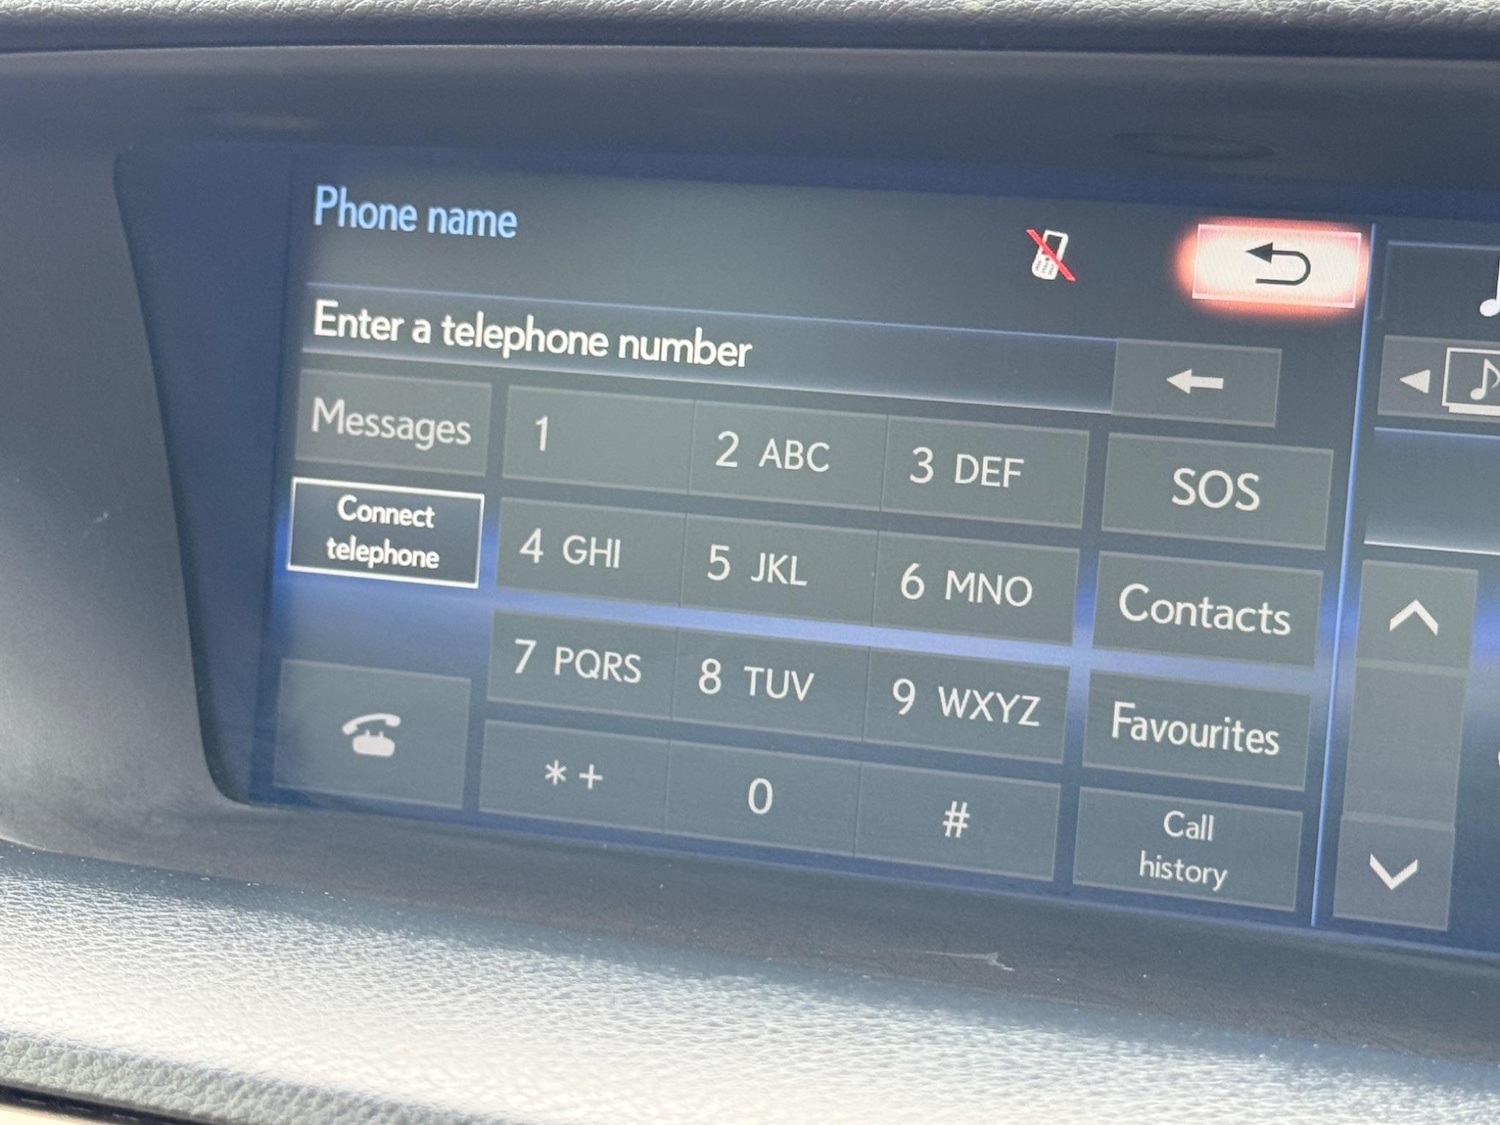 Phone name
Enter a telephone number
Messages
1
2 ABC
3 DEF
SOS
Connect
telephone
4 GHI
5 JKL
6 MNO
Contacts
7 PQRS
8 TUV
9 WXYZ
Favourites
* +
0
#
Call
history